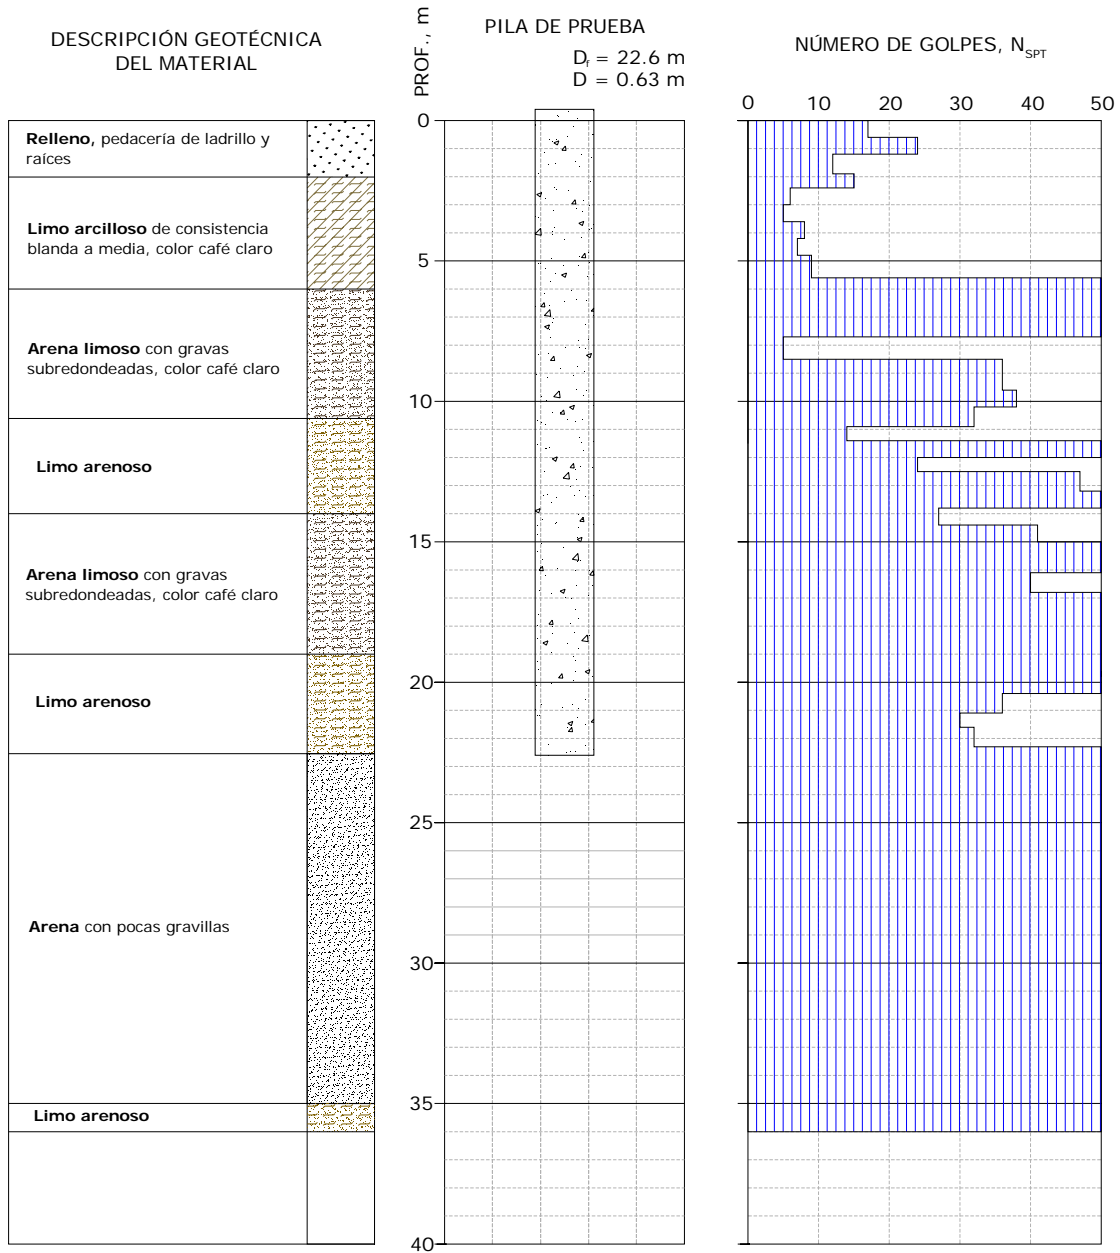 DESCRIPCIÓN GEOTÉCNICA
DEL MATERIAL
PROF., m
PILA DE PRUEBA
Df = 22.6 m
D = 0.63 m
NÚMERO DE GOLPES, NSPT
0 10 20 30 40 50
Relleno, pedacería de ladrillo y
raíces
Limo arcilloso de consistencia
blanda a media, color café claro
Arena limoso con gravas
subredondeadas, color café claro
Limo arenoso
Arena limoso con gravas
subredondeadas, color café claro
Limo arenoso
Arena con pocas gravillas
Limo arenoso
0
5
10
15
20
25
30
35
40